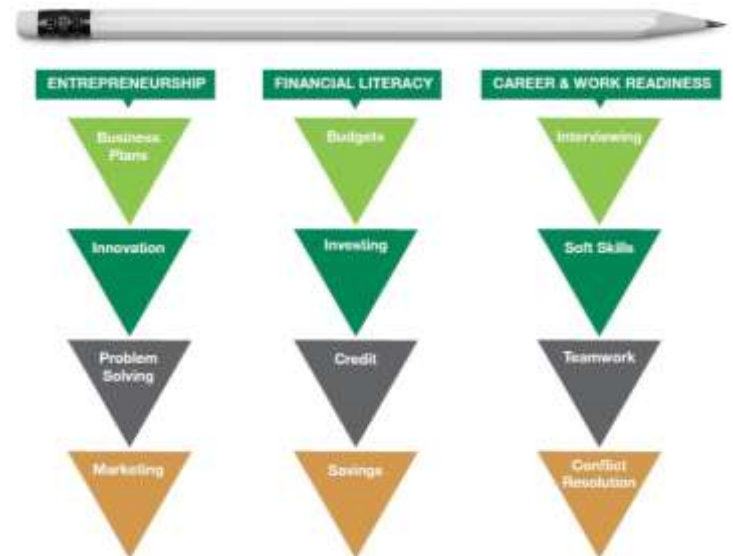 ENTREPRENEURSHIP
Business
Plans
Innovation
Problem
Solving
Marketing
FINANCIAL LITERACY
Budgets
Investing
Credit
Savings
CAREER & WORK READINESS
Interviewing
Soft Skills
Teamwork
Conflict
Resolution